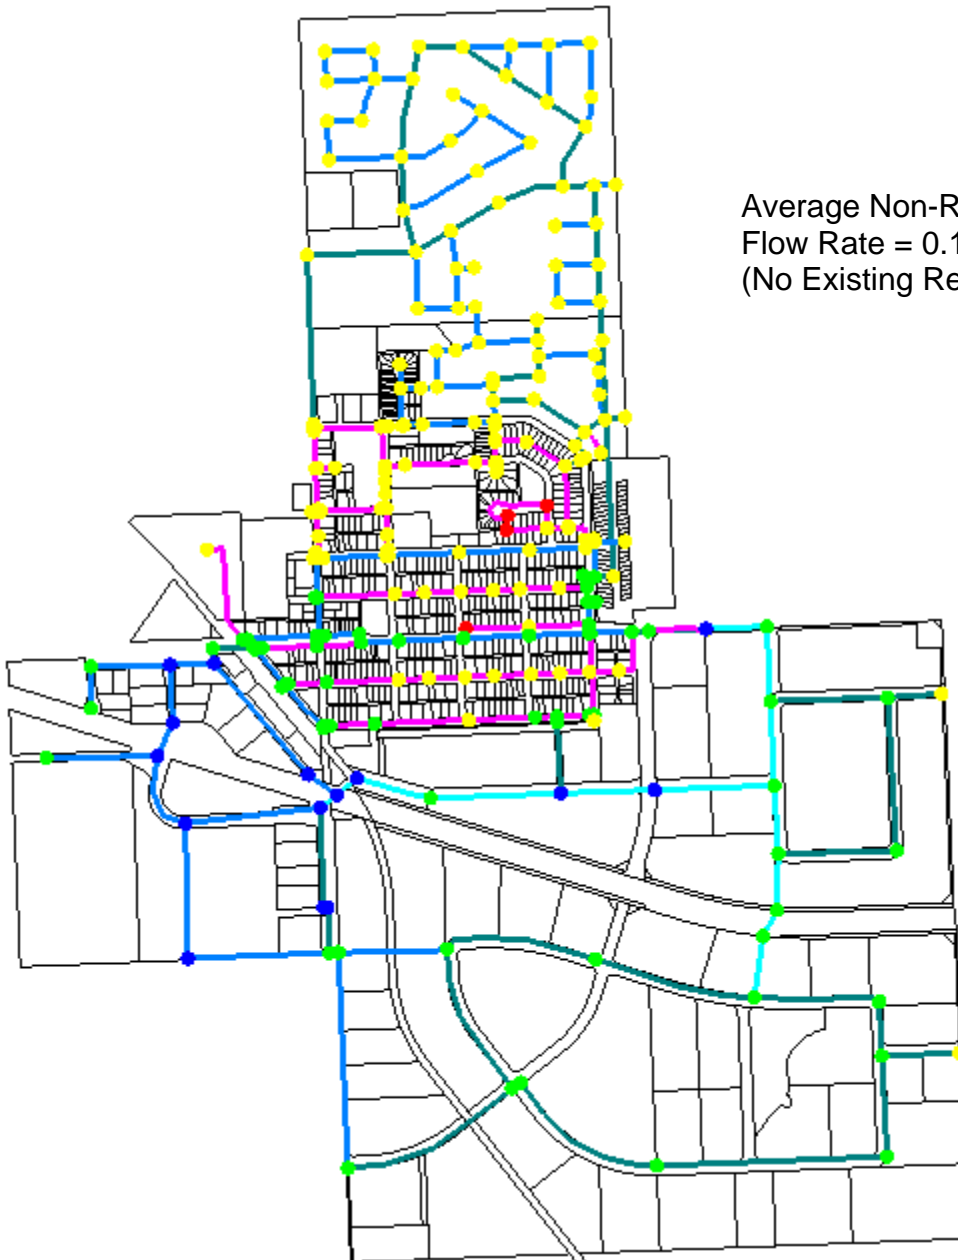 Average Non-R
Flow Rate = 0.1
(No Existing Re